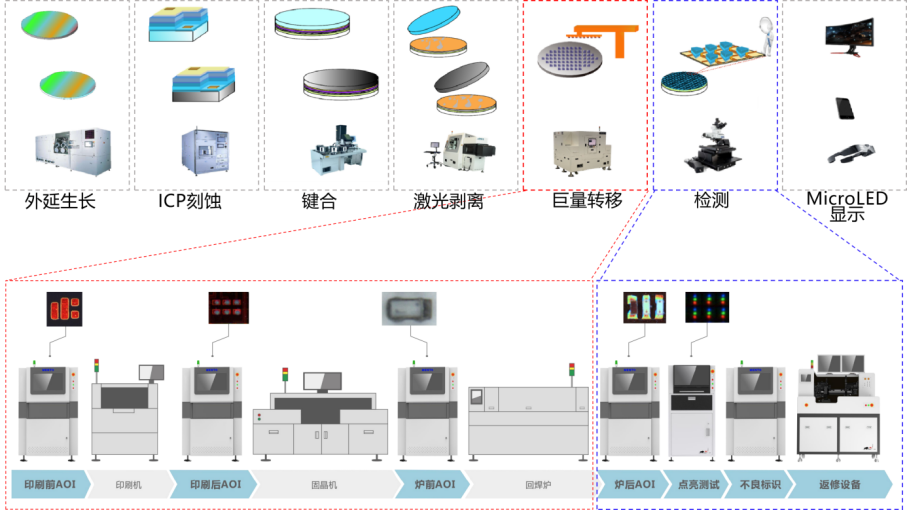 外延生长
ICP刻蚀
键合
激光剥离
巨量转移
检测
MicroLED
显示
印刷前AOI
印刷机
印刷后AOI
固晶机
炉前AOI
回焊炉
炉后AOI
点亮测试
不良标识
返修设备